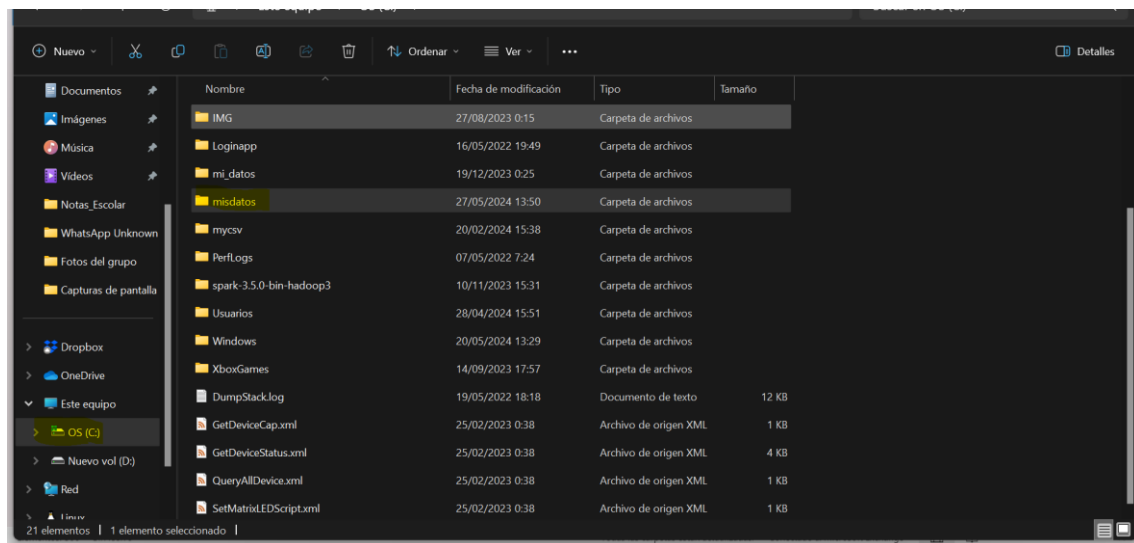 Nuevo Ordenar Ver ... Detalles
Documentos
Imágenes
Música
Vídeos
Notas_Escolar
WhatsApp Unknown
Fotos del grupo
Capturas de pantalla
Dropbox
OneDrive
Este equipo
OS (C:)
Nuevo vol (D:)
Red
Linux
Nombre Fecha de modificación Tipo Tamaño
IMG 27/08/2023 0:15 Carpeta de archivos
Loginapp 16/05/2022 19:49 Carpeta de archivos
mi_datos 19/12/2023 0:25 Carpeta de archivos
misdatos 27/05/2024 13:50 Carpeta de archivos
mycsv 20/02/2024 15:38 Carpeta de archivos
PerfLogs 07/05/2022 7:24 Carpeta de archivos
spark-3.5.0-bin-hadoop3 10/11/2023 15:31 Carpeta de archivos
Usuarios 28/04/2024 15:51 Carpeta de archivos
Windows 20/05/2024 13:29 Carpeta de archivos
XboxGames 14/09/2023 17:57 Carpeta de archivos
DumpStack.log 19/05/2022 18:18 Documento de texto 12 KB
GetDeviceCap.xml 25/02/2023 0:38 Archivo de origen XML 1 KB
GetDeviceStatus.xml 25/02/2023 0:38 Archivo de origen XML 4 KB
QueryAllDevice.xml 25/02/2023 0:38 Archivo de origen XML 1 KB
SetMatrixLEDScript.xml 25/02/2023 0:38 Archivo de origen XML 1 KB
21 elementos 1 elemento seleccionado